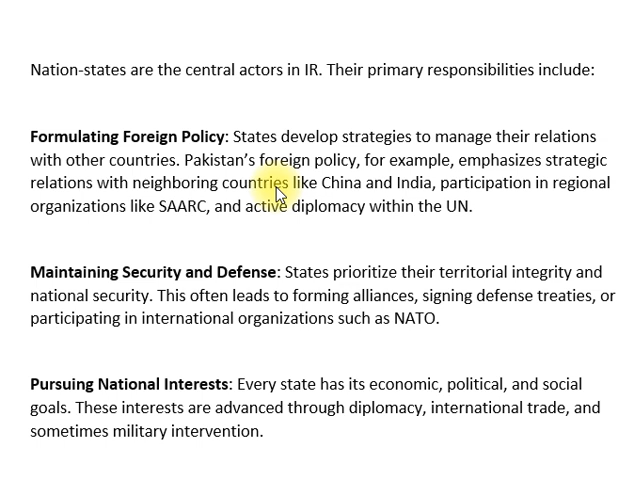 Nation-states are the central actors in IR. Their primary responsibilities include:
Formulating Foreign Policy: States develop strategies to manage their relations
with other countries. Pakistan’s foreign policy, for example, emphasizes strategic
relations with neighboring countries like China and India, participation in regional
organizations like SAARC, and active diplomacy within the UN.
Maintaining Security and Defense: States prioritize their territorial integrity and
national security. This often leads to forming alliances, signing defense treaties, or
participating in international organizations such as NATO.
Pursuing National Interests: Every state has its economic, political, and social
goals. These interests are advanced through diplomacy, international trade, and
sometimes military intervention.